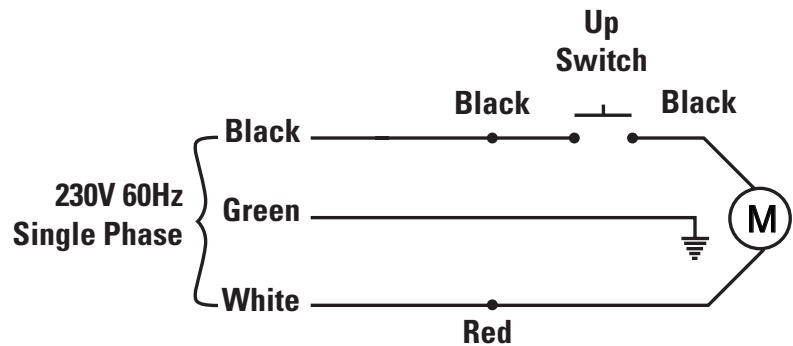 Up
Switch
Black
Black
Black
230V 60Hz
Single Phase
Green
M
White
Red